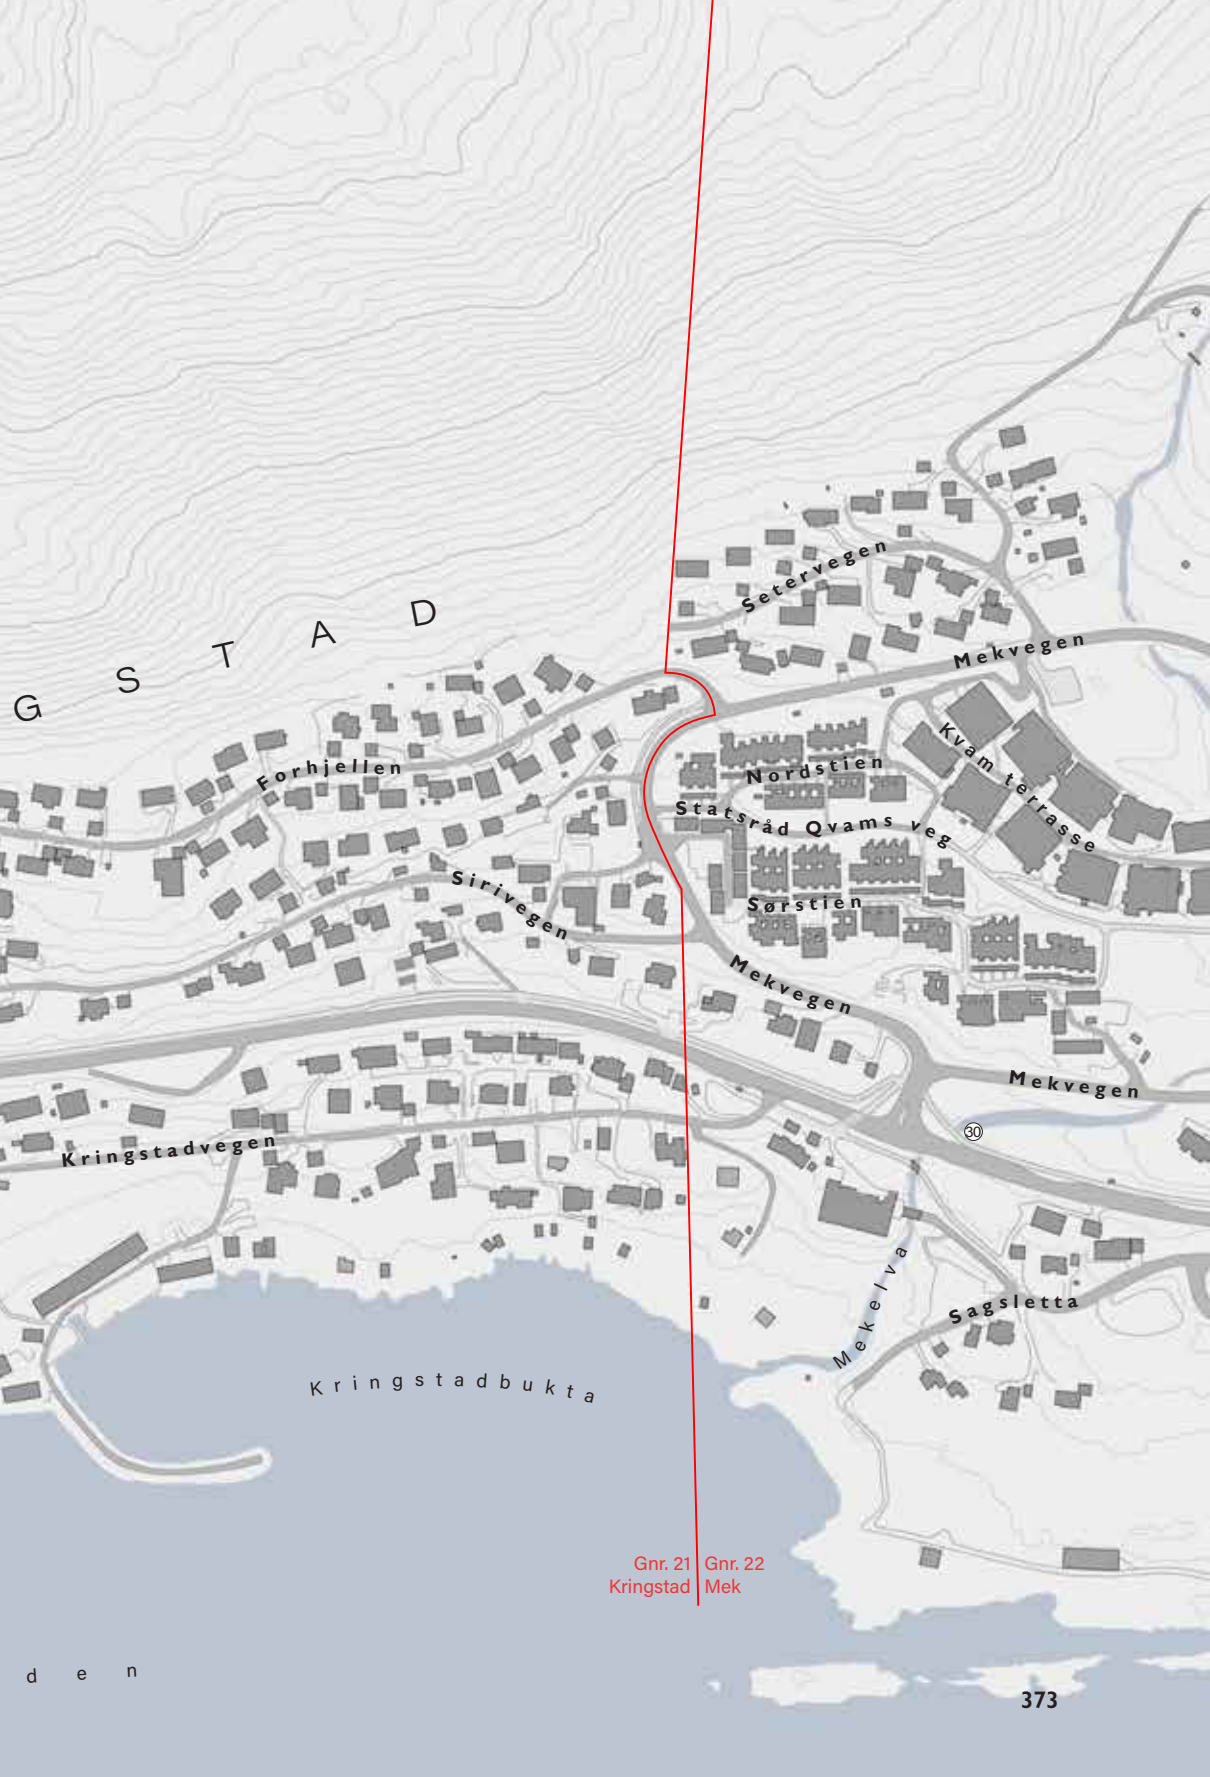 G S T A D
Setervegen
Mekvegen
Kvam terrasse
Forhjellen
Nordstien
Statsråd Qvams veg
Sirivegen
Sørstien
Mekvegen
Mekvegen
30
Kringstadvegen
Mekelva
Sagsletta
Kringstadbukta
Gnr. 21 Gnr. 22
Kringstad Mek
d e n
373